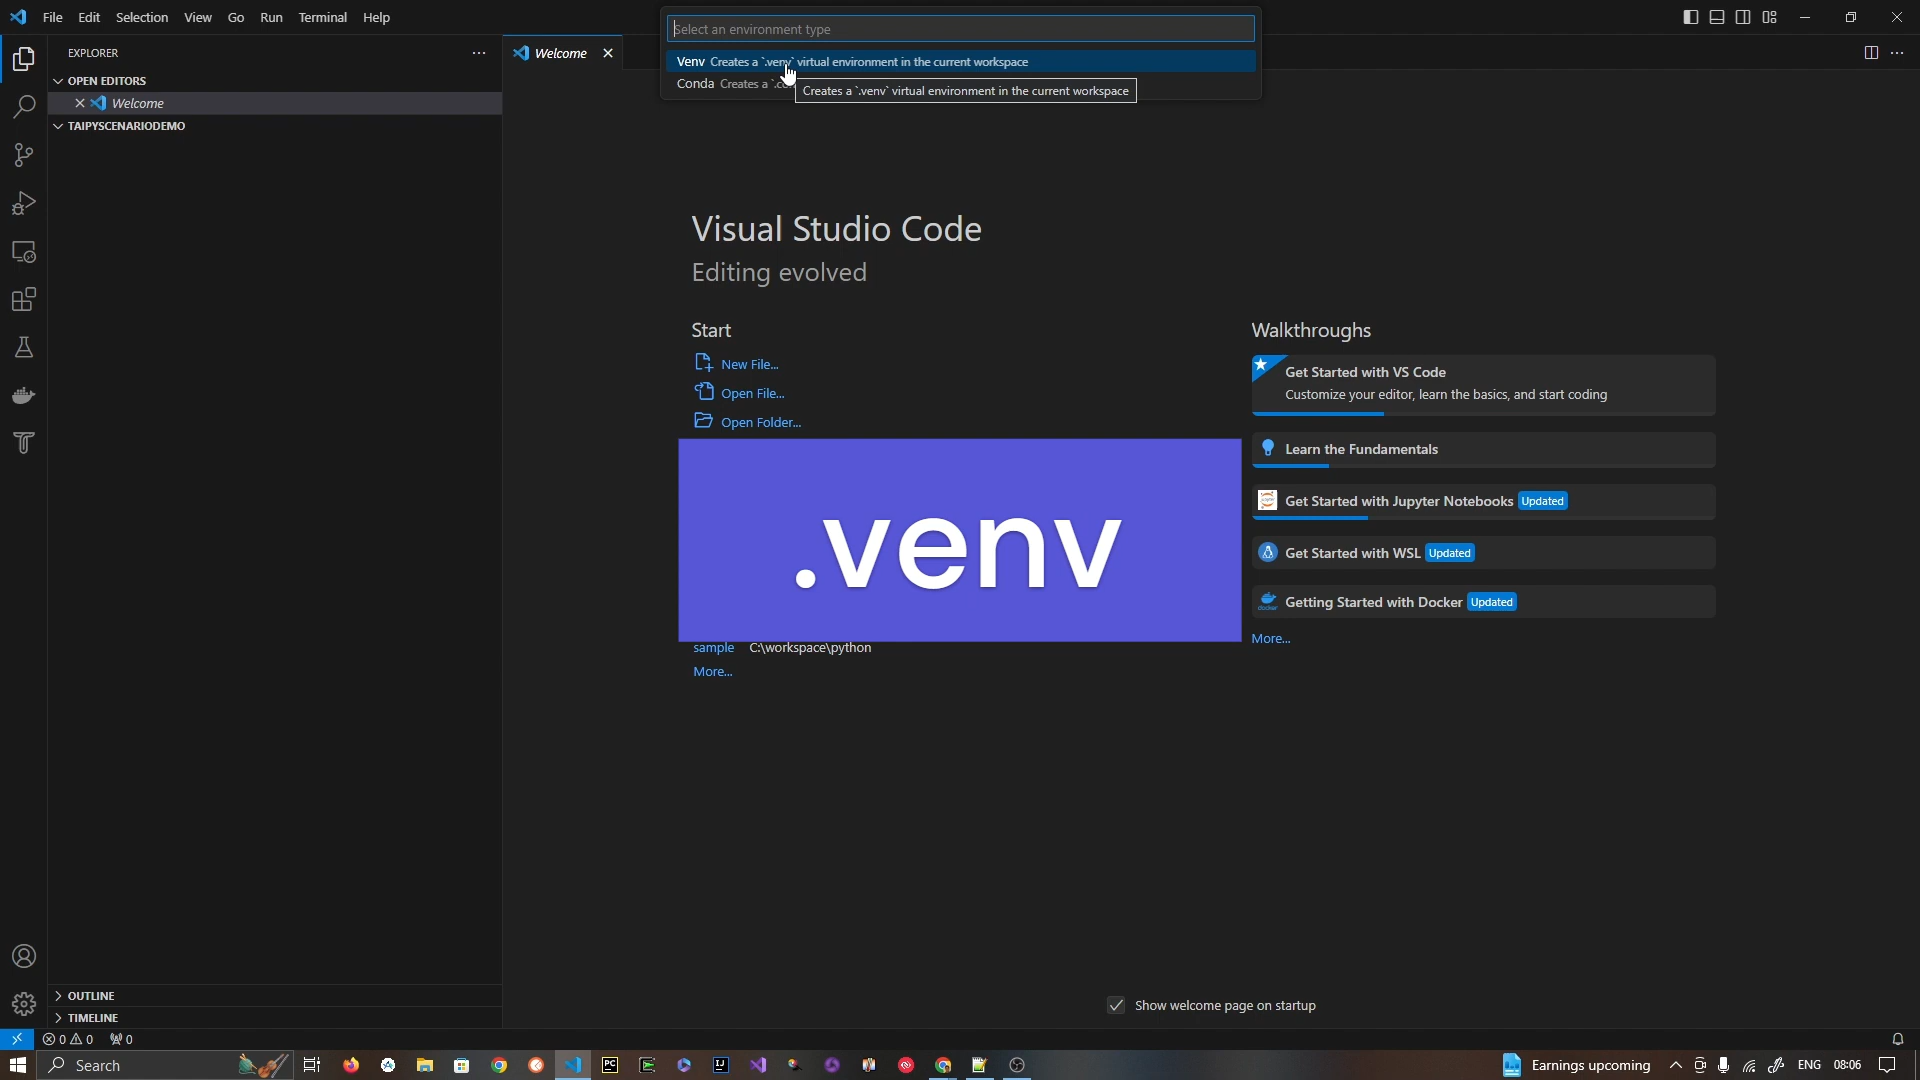 File Edit Selection View Go Run Terminal Help
Select an environment type
Venv Creates a `.venv` virtual environment in the current workspace
Conda Creates a `.
Creates a `.venv` virtual environment in the current workspace
EXPLORER
OPEN EDITORS
Welcome
TAIPYSCENARIODEMO
Welcome
Visual Studio Code
Editing evolved
Start
New File...
Open File...
Open Folder...
.venv
sample C:\workspace\python
More...
Walkthroughs
Get Started with VS Code
Customize your editor, learn the basics, and start coding
Learn the Fundamentals
Get Started with Jupyter Notebooks Updated
Get Started with WSL Updated
Getting Started with Docker Updated
More...
OUTLINE
TIMELINE
Show welcome page on startup
0 0 0
Search
PC
IJ
Earnings upcoming
ENG 08:06